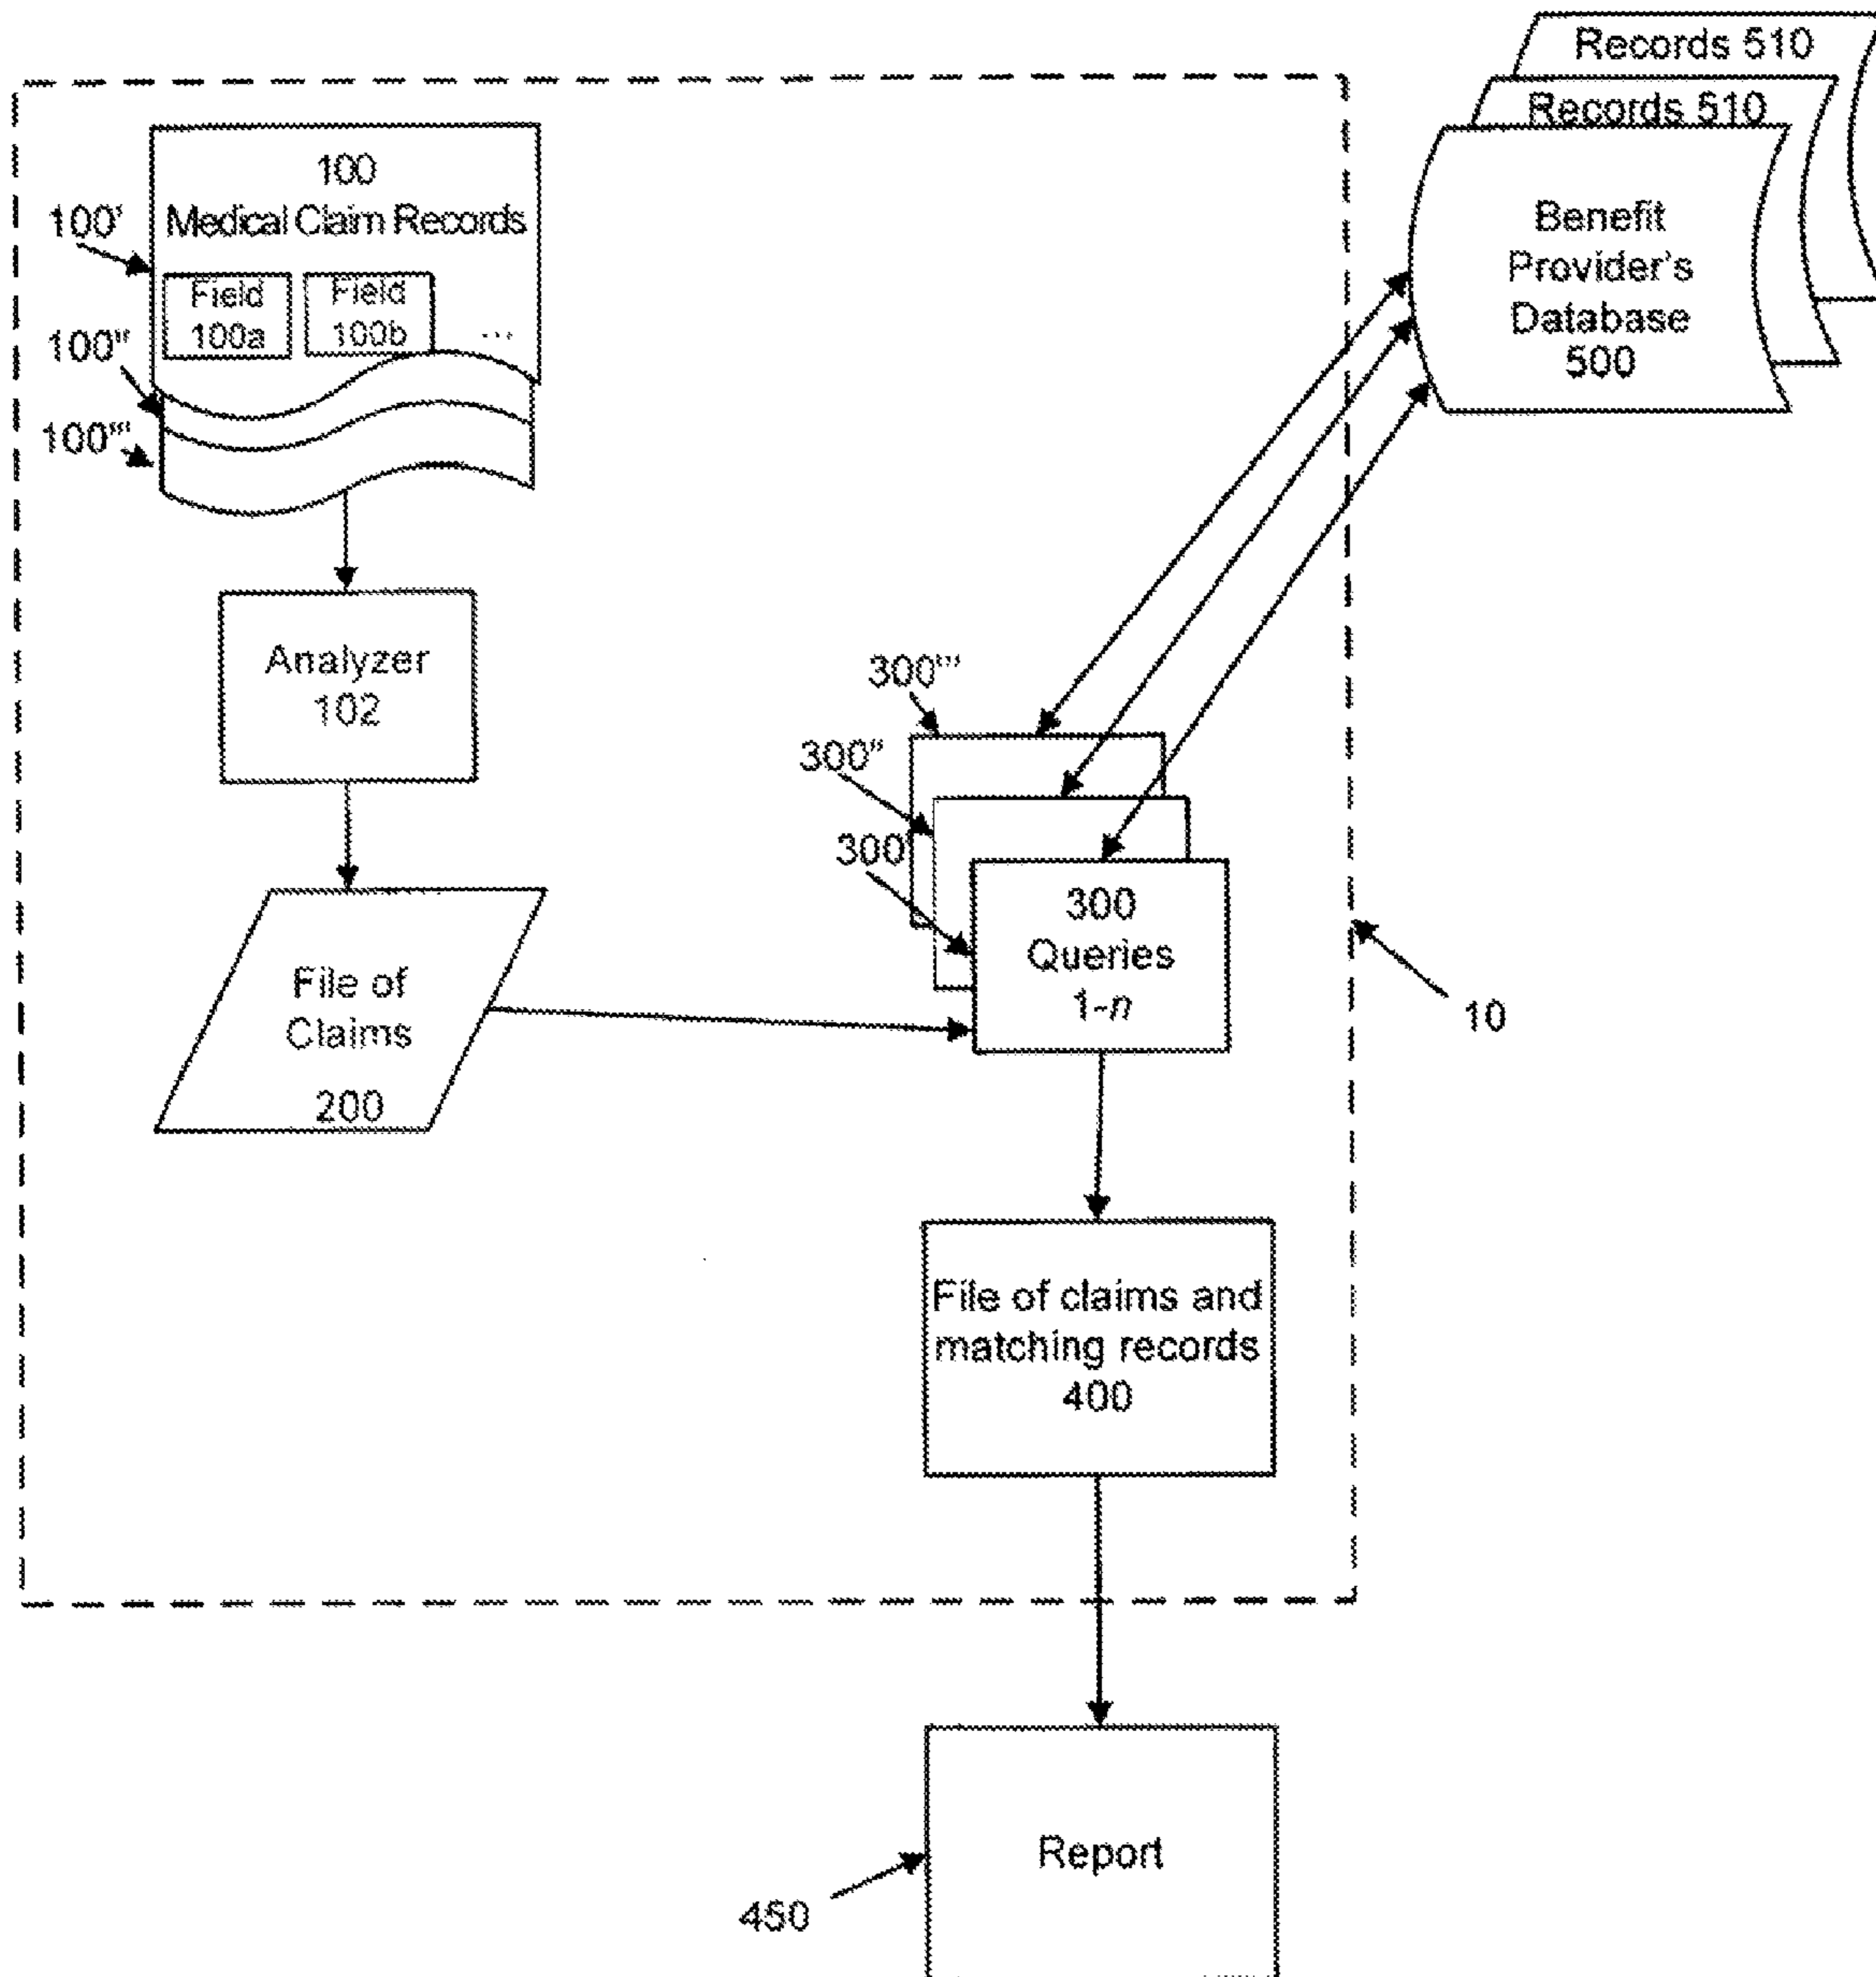 Records 510
Records 510
Benefit
Provider's
Database
500
100
Medical Claim Records
100'
Field
100a
Field
100b
...
100"
100'"
Analyzer
102
File of
Claims
200
300'"
300"
300'
300
Queries
1-n
10
File of claims and
matching records
400
Report
450